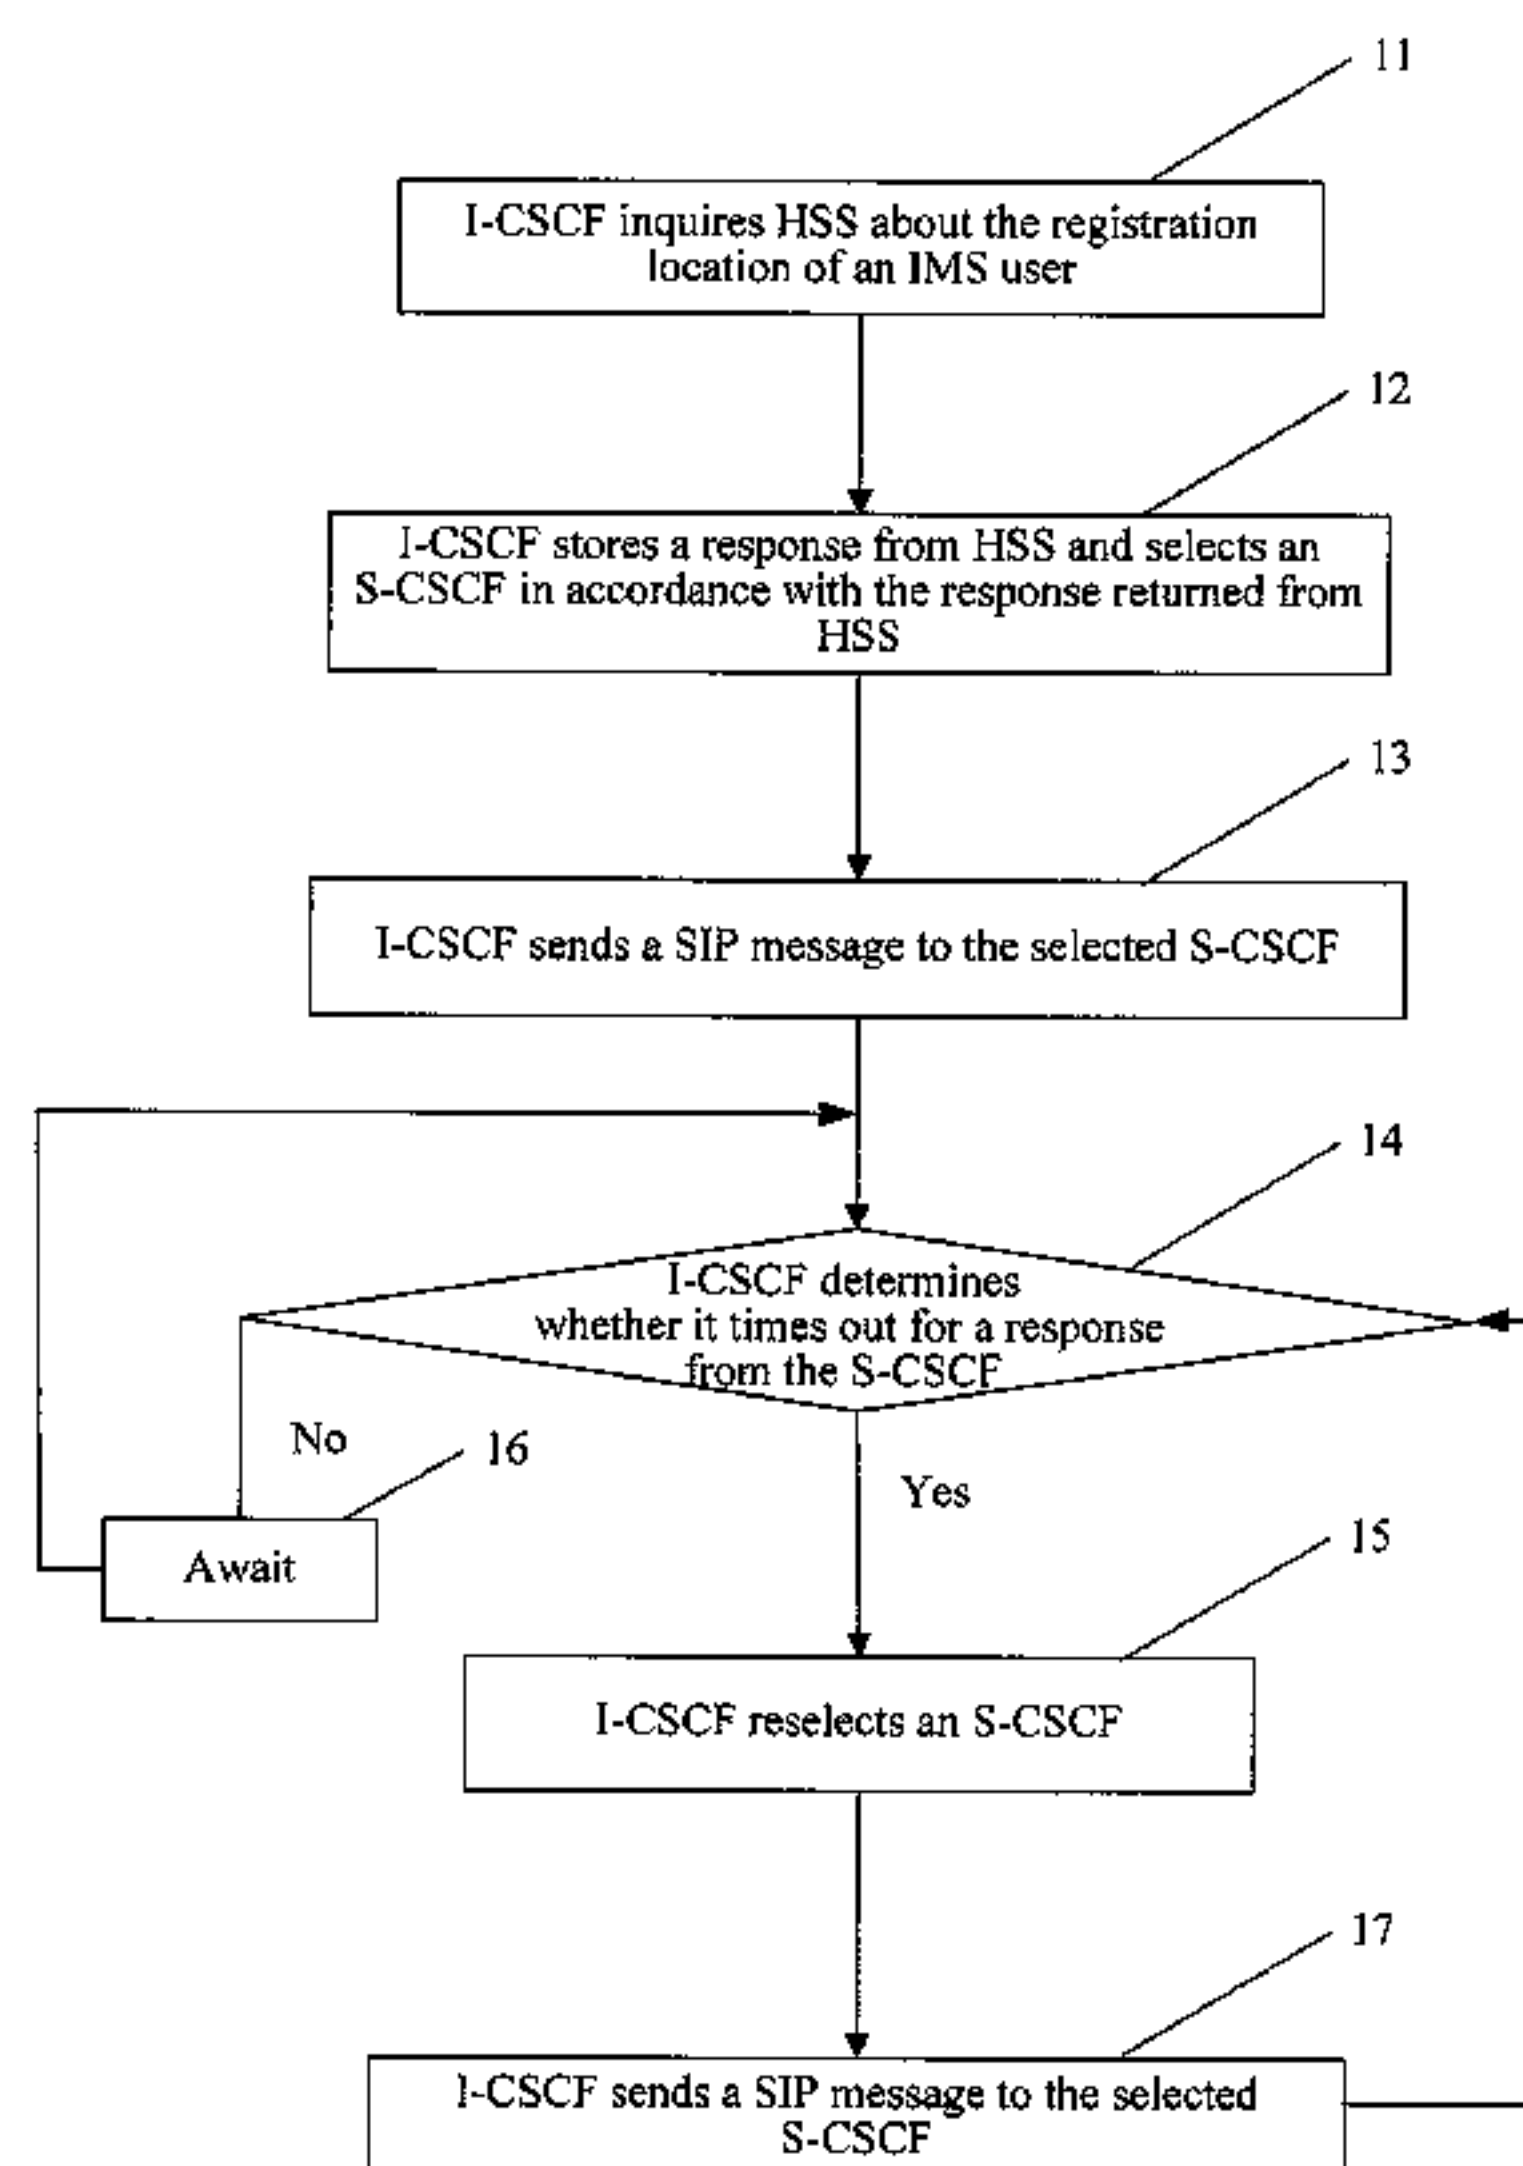 11
I-CSCF inquires HSS about the registration
location of an IMS user
12
I-CSCF stores a response from HSS and selects an
S-CSCF in accordance with the response returned from
HSS
13
I-CSCF sends a SIP message to the selected S-CSCF
14
I-CSCF determines
whether it times out for a response
from the S-CSCF
No
16
Yes
Await
15
I-CSCF reselects an S-CSCF
17
I-CSCF sends a SIP message to the selected
S-CSCF